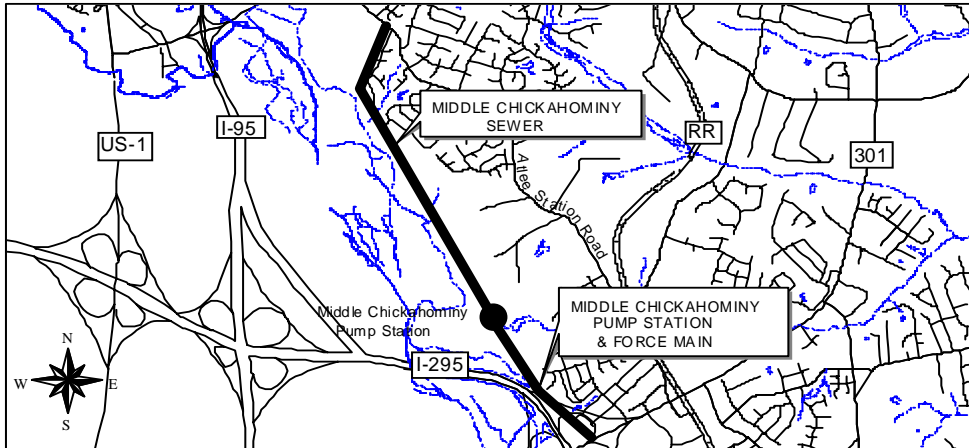 MIDDLE CHICKAHOMINY
SEWER
I-95
US-1
RR
301
Atlee Station Road
Middle Chickahominy
Pump Station
MIDDLE CHICKAHOMINY
PUMP STATION
& FORCE MAIN
I-295
N
W
E
S